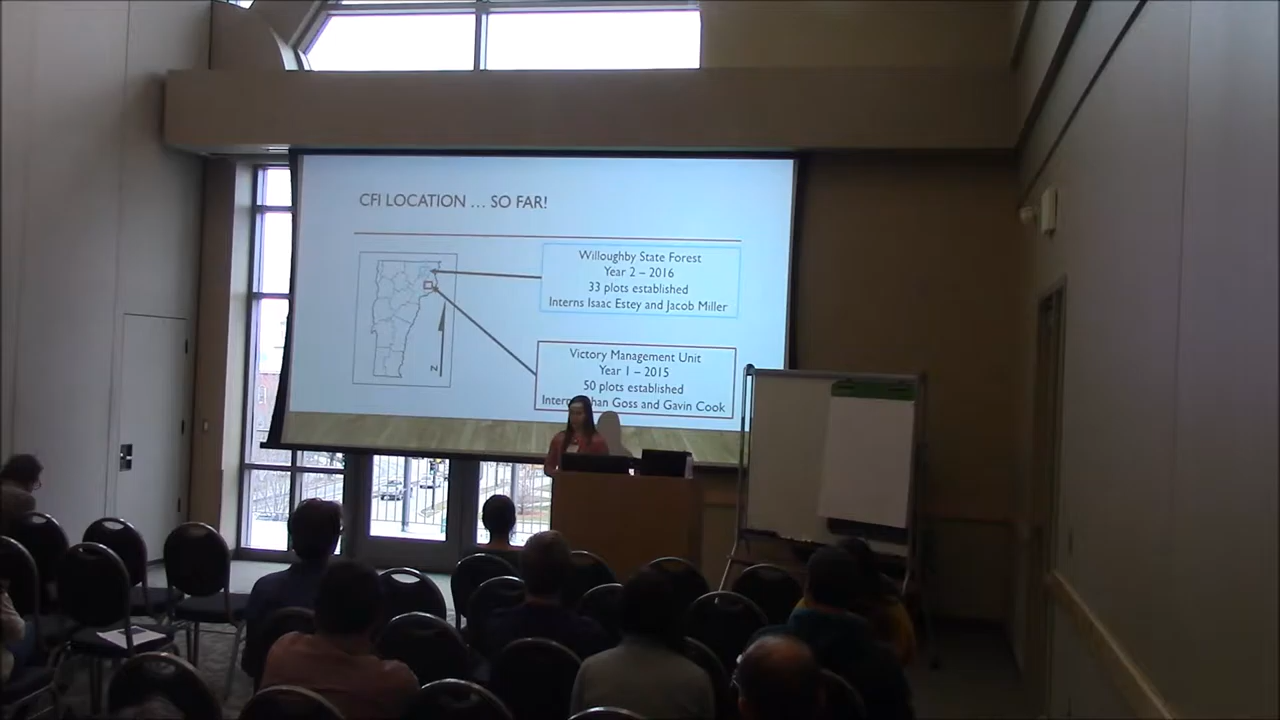 CFI LOCATION … SO FAR!
Willoughby State Forest
Year 2 – 2016
33 plots established
Interns Isaac Estey and Jacob Miller
N
Victory Management Unit
Year 1 – 2015
50 plots established
Goss and Gavin Cook